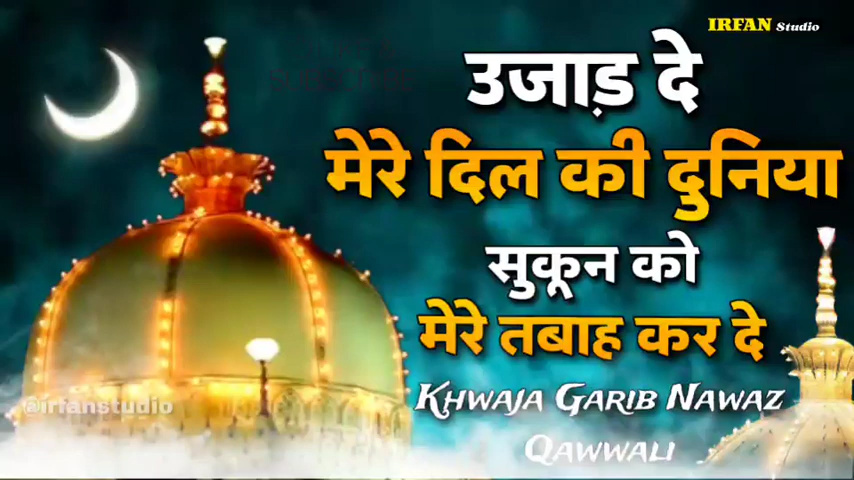 IRFAN Studio
उजाड़ दे
मेरे दिल की दुनिया
सुकून को
मेरे तबाह कर दे
KHWAJA GARIB NAWAZ
QAWWALI
@irfanstudio